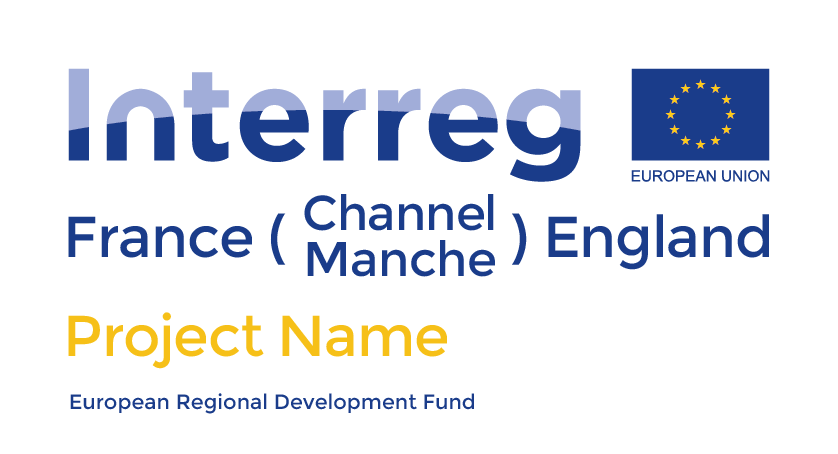 Interreg
EUROPEAN UNION
France ( Channel Manche ) England
Project Name
European Regional Development Fund